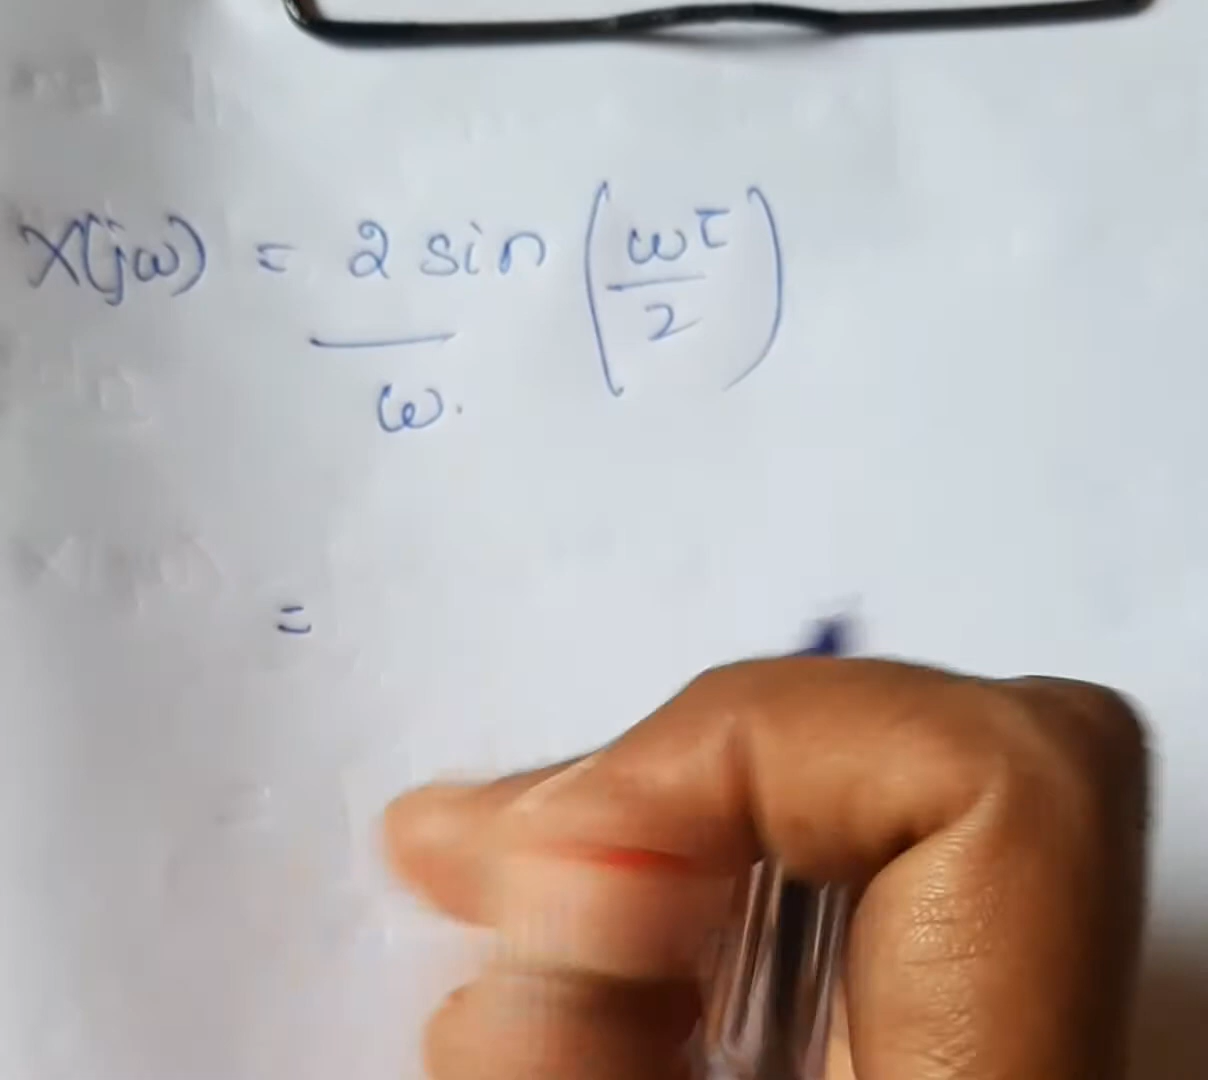 X(jω) = 2 sin (ωτ/2)
ω.
=